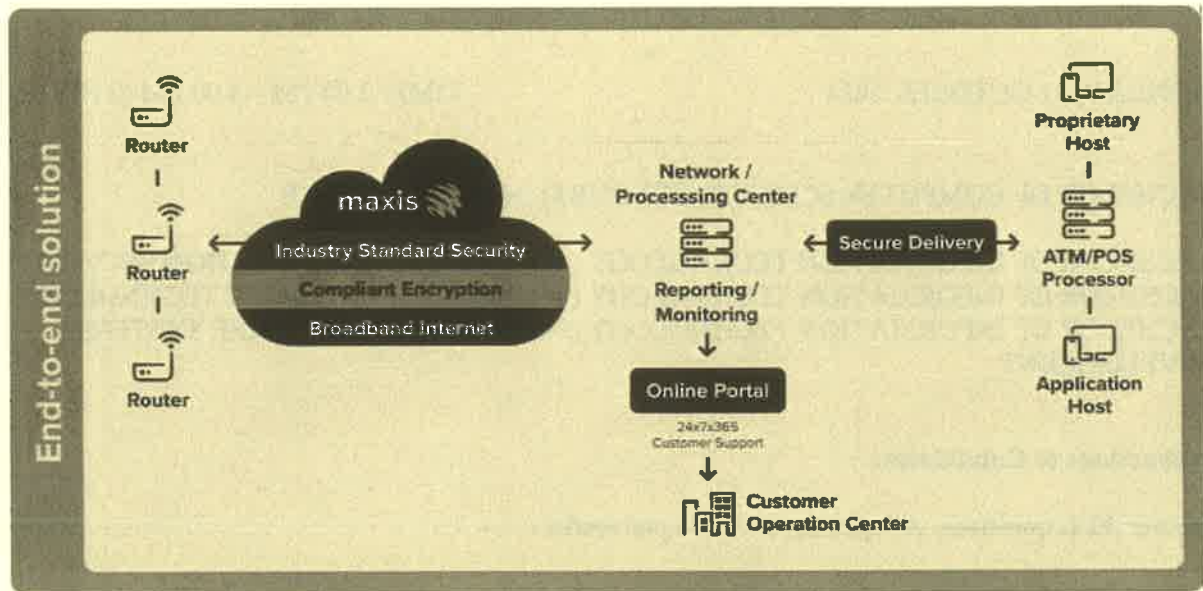 End-to-end solution
Router
Router
Router
maxis
Industry Standard Security
Compliant Encryption
Broadband Internet
Network /
Processsing Center
Reporting /
Monitoring
Online Portal
24x7x365
Customer Support
Customer
Operation Center
Secure Delivery
Proprietary
Host
ATM/POS
Processor
Application
Host